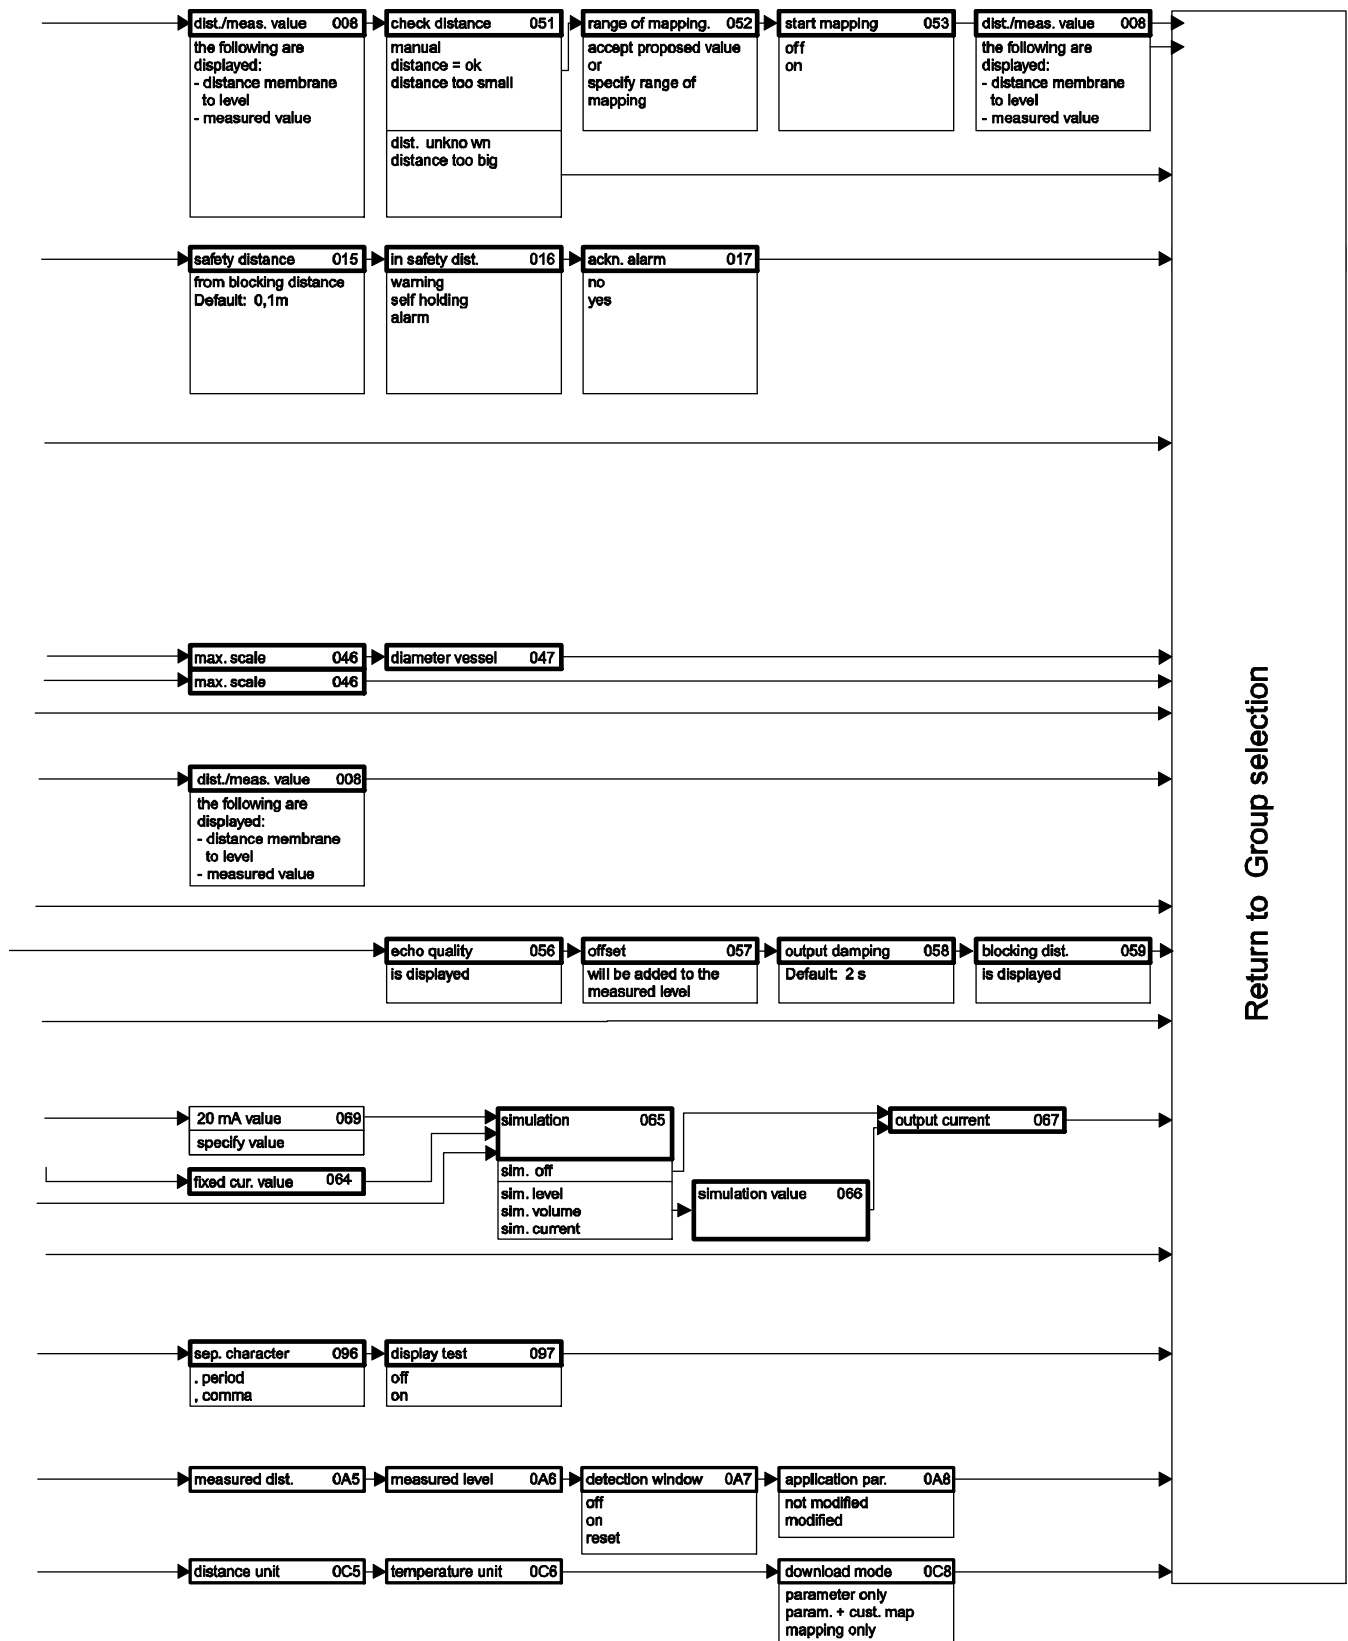 dist./meas. value 008
the following are
displayed:
- distance membrane
to level
- measured value
check distance 051
manual
distance = ok
distance too small
dist. unkno wn
distance too big
range of mapping. 052
accept proposed value
or
specify range of
mapping
start mapping 053
off
on
dist./meas. value 008
the following are
displayed:
- distance membrane
to level
- measured value
safety distance 015
from blocking distance
Default: 0,1m
in safety dist. 016
warning
self holding
alarm
ackn. alarm 017
no
yes
max. scale 046
diameter vessel 047
max. scale 046
dist./meas. value 008
the following are
displayed:
- distance membrane
to level
- measured value
echo quality 056
is displayed
offset 057
will be added to the
measured level
output damping 058
Default: 2 s
blocking dist. 059
is displayed
20 mA value 069
specify value
fixed cur. value 064
simulation 065
sim. off
sim. level
sim. volume
sim. current
simulation value 066
output current 067
sep. character 096
. period
, comma
display test 097
off
on
measured dist. 0A5
measured level 0A6
detection window 0A7
off
on
reset
application par. 0A8
not modified
modified
distance unit 0C5
temperature unit 0C6
download mode 0C8
parameter only
param. + cust. map
mapping only
Return to Group selection